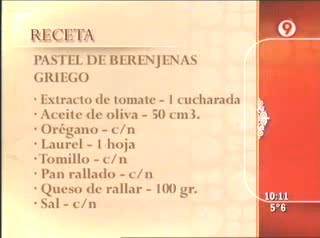 RECETA
PASTEL DE BERENJENAS
GRIEGO
· Extracto de tomate - 1 cucharada
· Aceite de oliva - 50 cm3.
· Orégano - c/n
· Laurel - 1 hoja
· Tomillo - c/n
· Pan rallado - c/n
· Queso de rallar - 100 gr.
· Sal - c/n
9
10:11
5°6